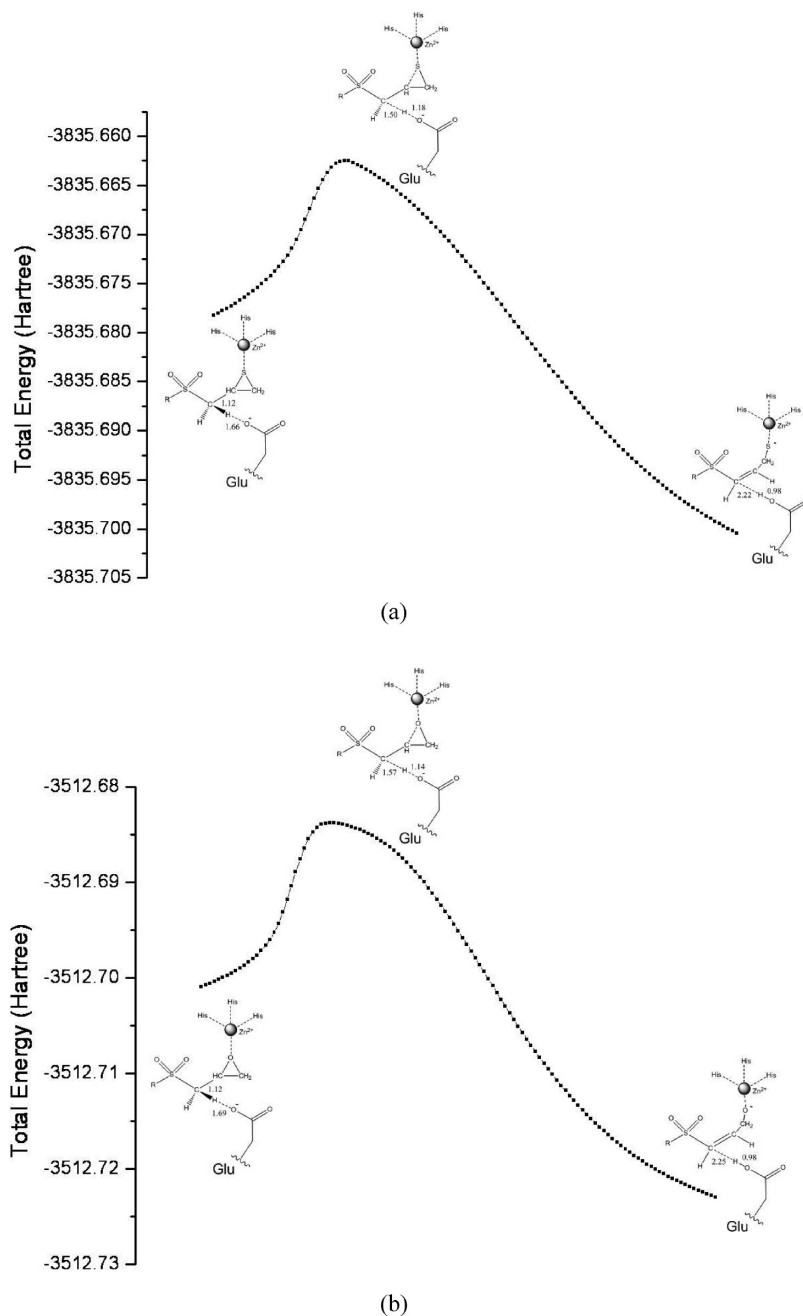 His
His
His
Zn2+
O
O
S
S
R
C
C
H
CH2
H
H
1.50
1.18
O
-
O
Glu
-3835.660
-3835.665
-3835.670
-3835.675
-3835.680
-3835.685
-3835.690
-3835.695
-3835.700
-3835.705
Total Energy (Hartree)
His
His
His
Zn2+
O
O
S
S
HC
CH2
R
C
1.12
H
H
1.66
O
-
O
Glu
His
His
His
Zn2+
S
-
O
O
CH2
S
C
R
C
H
H
2.22
H
0.98
O
O
Glu
(a)
His
His
His
Zn2+
O
O
O
S
R
C
C
H
CH2
H
H
1.57
1.14
O
-
O
Glu
-3512.68
-3512.69
-3512.70
-3512.71
-3512.72
-3512.73
Total Energy (Hartree)
His
His
His
Zn2+
O
O
O
S
HC
CH2
R
C
1.12
H
H
1.69
O
-
O
Glu
His
His
His
Zn2+
O
-
O
O
CH2
S
C
R
C
H
H
2.25
H
0.98
O
O
Glu
(b)